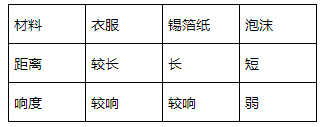 材料 衣服 锡箔纸 泡沫
距离 较长 长 短
响度 较响 较响 弱